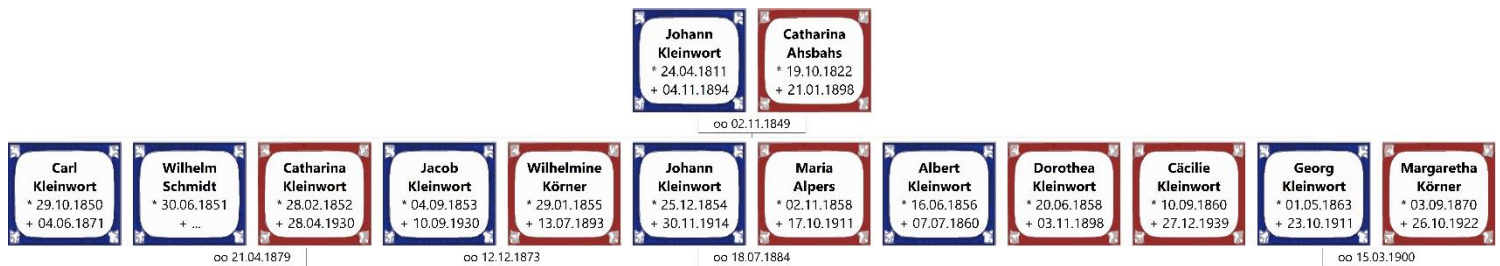 Johann
Kleinwort
* 24.04.1811
+ 04.11.1894
Catharina
Ahsbahs
* 19.10.1822
+ 21.01.1898
oo 02.11.1849
Carl
Kleinwort
* 29.10.1850
+ 04.06.1871
Wilhelm
Schmidt
* 30.06.1851
+ ...
Catharina
Kleinwort
* 28.02.1852
+ 28.04.1930
Jacob
Kleinwort
* 04.09.1853
+ 10.09.1930
Wilhelmine
Körner
* 29.01.1855
+ 13.07.1893
Johann
Kleinwort
* 25.12.1854
+ 30.11.1914
Maria
Alpers
* 02.11.1858
+ 17.10.1911
Albert
Kleinwort
* 16.06.1856
+ 07.07.1860
Dorothea
Kleinwort
* 20.06.1858
+ 03.11.1898
Cäcilie
Kleinwort
* 10.09.1860
+ 27.12.1939
Georg
Kleinwort
* 01.05.1863
+ 23.10.1911
Margaretha
Körner
* 03.09.1870
+ 26.10.1922
oo 21.04.1879
oo 12.12.1873
oo 18.07.1884
oo 15.03.1900